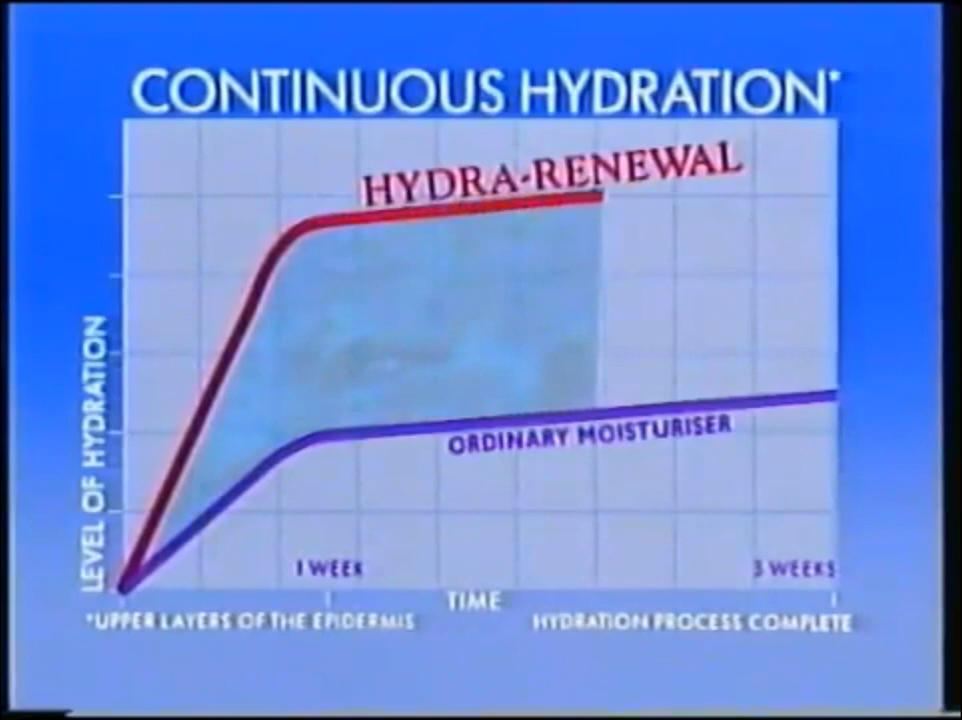 CONTINUOUS HYDRATION*
HYDRA-RENEWAL
ORDINARY MOISTURISER
LEVEL OF HYDRATION
1 WEEK
3 WEEKS
TIME
*UPPER LAYERS OF THE EPIDERMIS
HYDRATION PROCESS COMPLETE